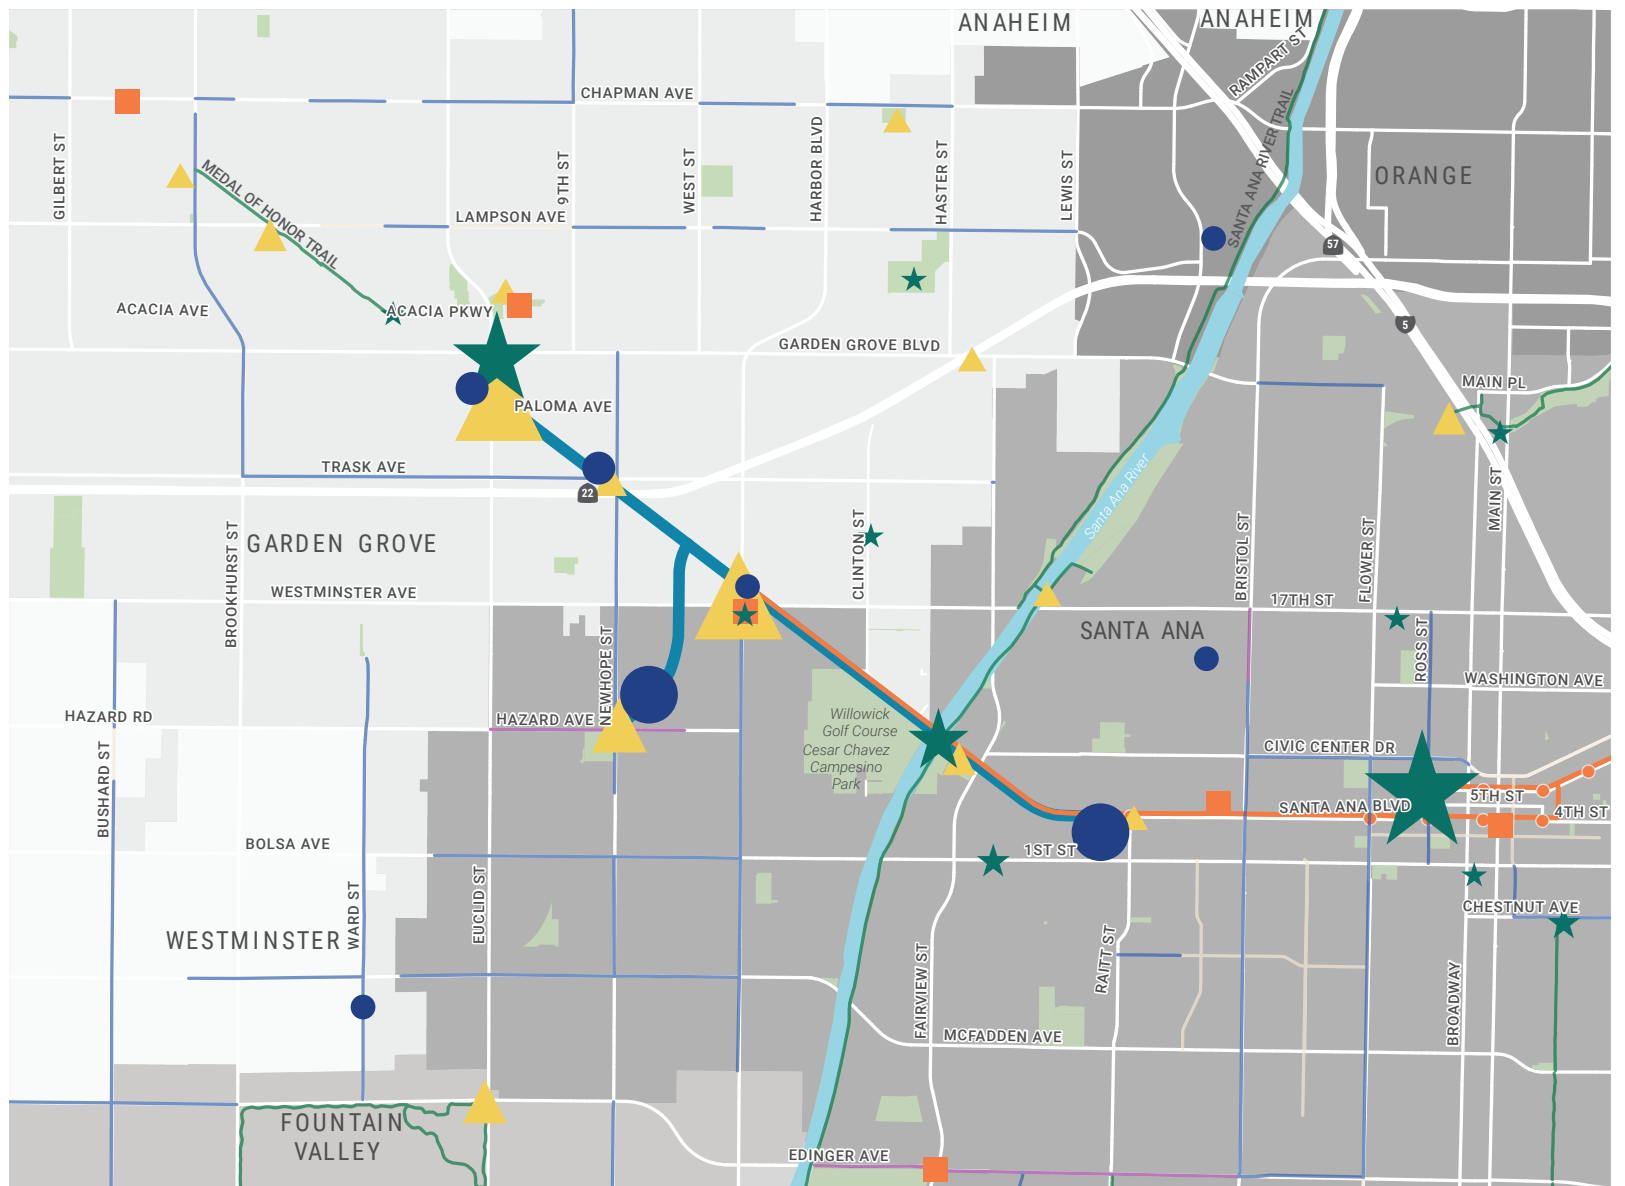 ANAHEIM
ANAHEIM
RAMPART ST
CHAPMAN AVE
SANTA ANA RIVER TRAIL
GILBERT ST
MEDAL OF HONOR TRAIL
9TH ST
WEST ST
HARBOR BLVD
HASTER ST
LEWIS ST
ORANGE
LAMPSON AVE
57
ACACIA AVE
ACACIA PKWY
5
GARDEN GROVE BLVD
MAIN PL
PALOMA AVE
TRASK AVE
22
Santa Ana River
MAIN ST
GARDEN GROVE
BROOKHURST ST
CLINTON ST
BRISTOL ST
FLOWER ST
WESTMINSTER AVE
17TH ST
SANTA ANA
NEWHOPE ST
ROSS ST
WASHINGTON AVE
HAZARD RD
HAZARD AVE
Willowick
Golf Course
Cesar Chavez
Campesino
Park
CIVIC CENTER DR
BUSHARD ST
5TH ST
SANTA ANA BLVD
4TH ST
BOLSA AVE
1ST ST
WARD ST
EUCLID ST
CHESTNUT AVE
WESTMINSTER
FAIRVIEW ST
RAITT ST
BROADWAY
MCFADDEN AVE
FOUNTAIN
VALLEY
EDINGER AVE